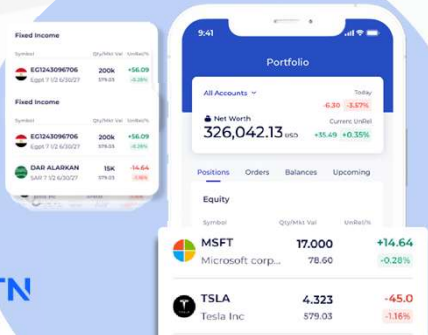 Fixed Income
Symbol Qty/Mkt Val UnRel/%
EG1243096706 200k +56.09
Egpt 7 1/2 6/30/27 579.03 -0.28%
Fixed Income
Symbol Qty/Mkt Val UnRel/%
EG1243096706 200k +56.09
Egpt 7 1/2 6/30/27 579.03 -0.28%
DAR ALARKAN 15K -14.64
SAR 7 1/2 6/30/27 579.03 -1.16%
TN
9:41
Portfolio
All Accounts Today
-6.30 -3.57%
Net Worth Current UnRel
326,042.13 USD +35.49 +0.35%
Positions Orders Balances Upcoming
Equity
Symbol Qty/Mkt Val UnRel/%
MSFT 17.000 +14.64
Microsoft corp... 78.60 -0.28%
TSLA 4.323 -45.0
Tesla Inc 579.03 -1.16%